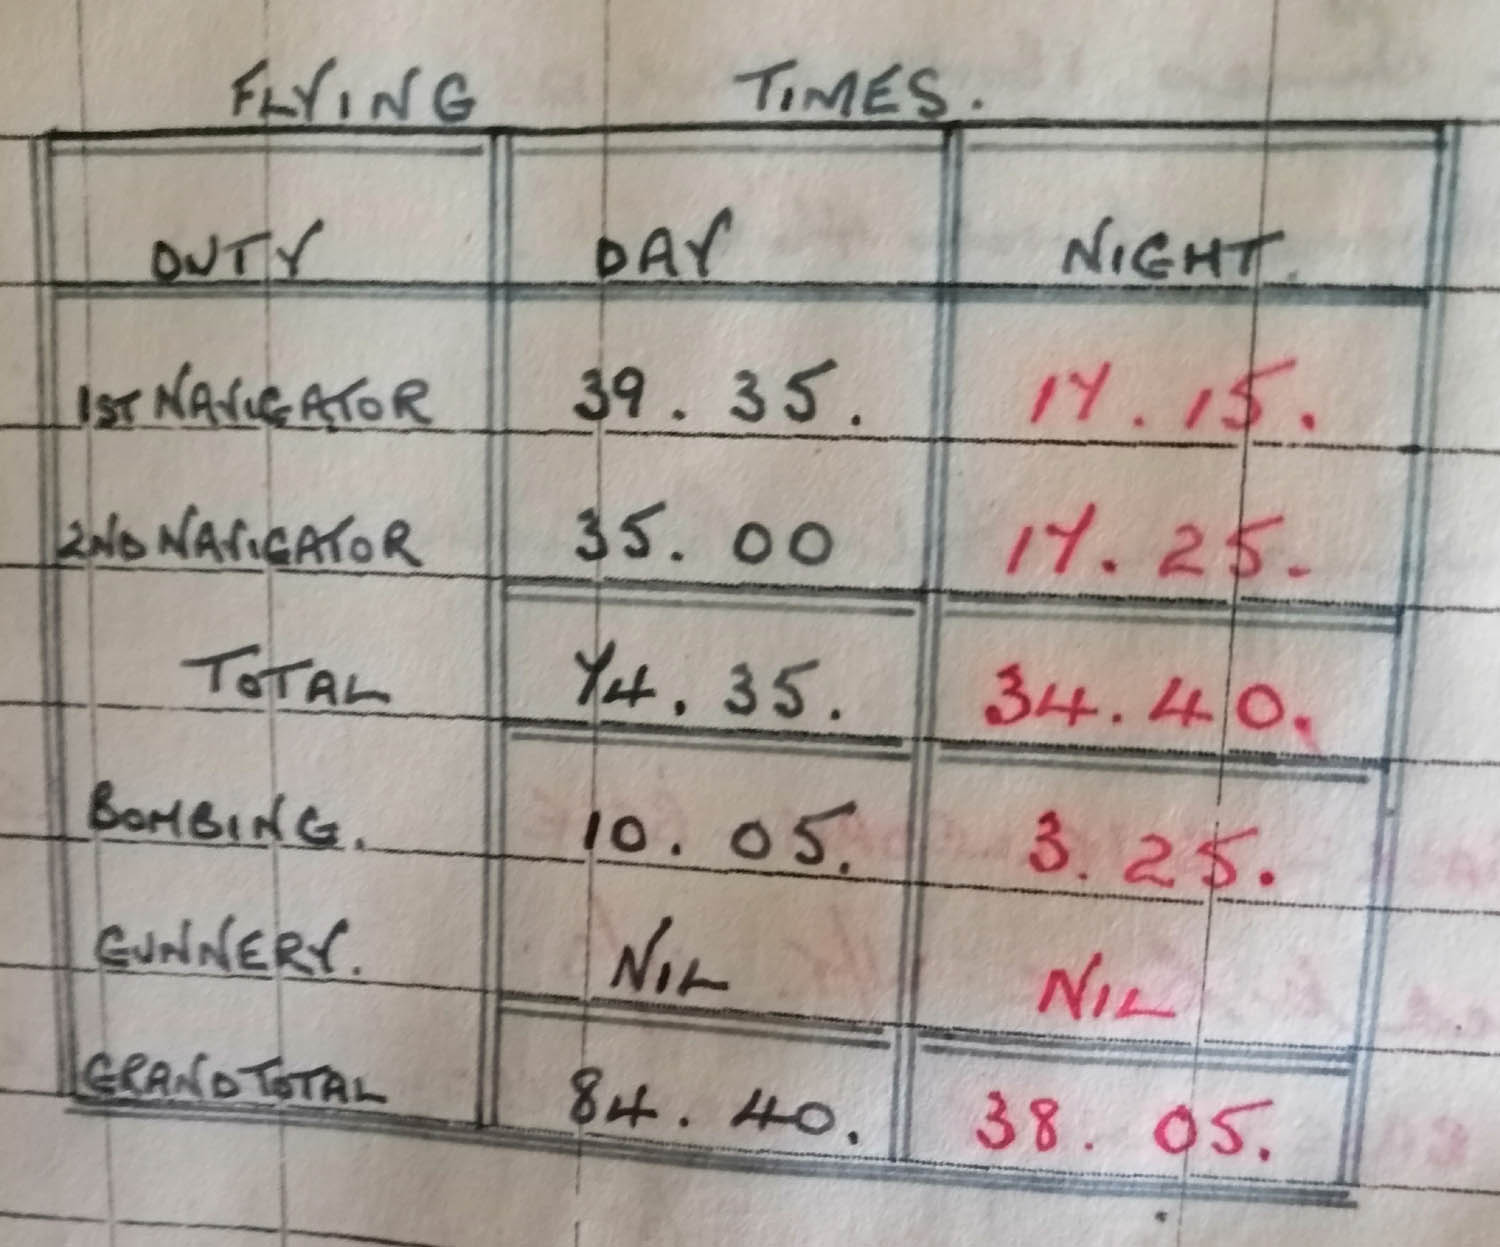 FLYING TIMES.
DUTY DAY NIGHT.
1ST NAVIGATOR 39.35. 17.15.
2ND NAVIGATOR 35.00 17.25.
TOTAL 74.35. 34.40.
BOMBING. 10.05. 3.25.
GUNNERY. NIL NIL
GRAND TOTAL 84.40. 38.05.